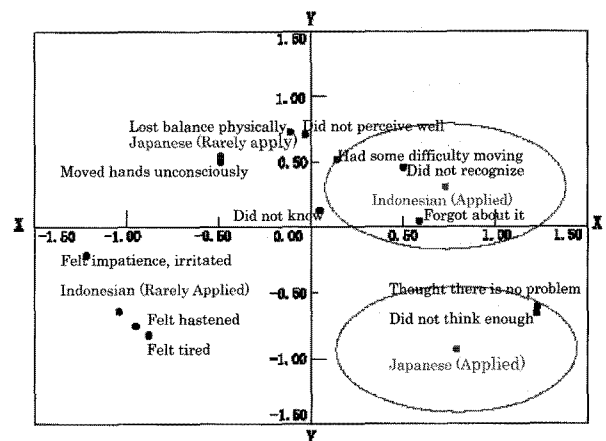 Y
1.50
1.00
Lost balance physically
Did not perceive well
Japanese (Rarely apply)
0.50
Had some difficulty moving
Moved hands unconsciously
Did not recognize
Indonesian (Applied)
Did not know
Forgot about it
X
X
-1.50
-1.00
-0.50
0.00
0.50
1.00
1.50
Felt impatience, irritated
Indonesian (Rarely Applied)
-0.50
Thought there is no problem
Felt hastened
Did not think enough
Felt tired
-1.00
Japanese (Applied)
-1.50
Y